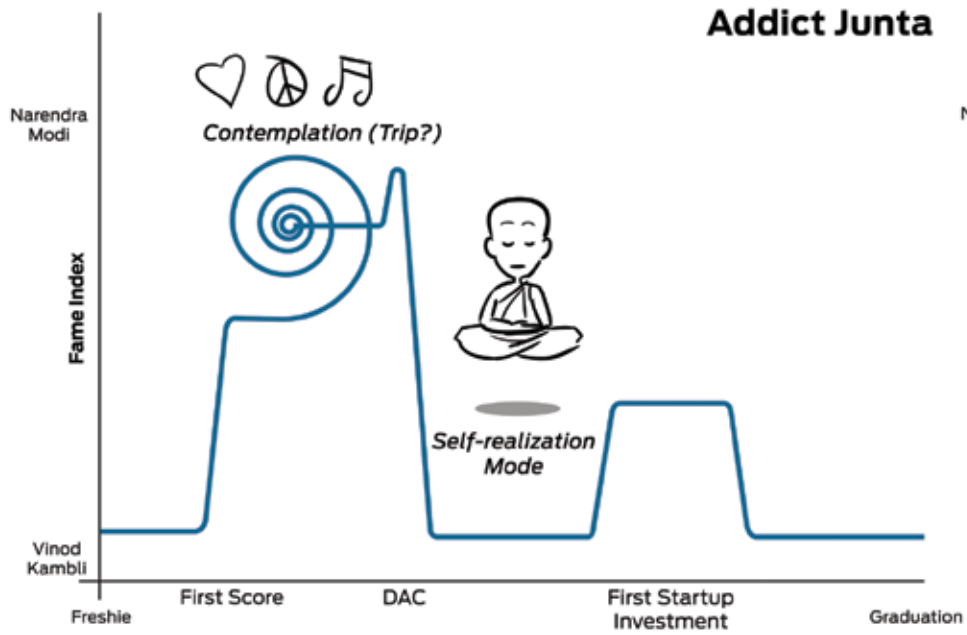 Addict Junta
Narendra
Modi
N
Contemplation (Trip?)
Fame Index
Self-realization
Mode
Vinod
Kambli
First Score
DAC
First Startup
Investment
Freshie
Graduation